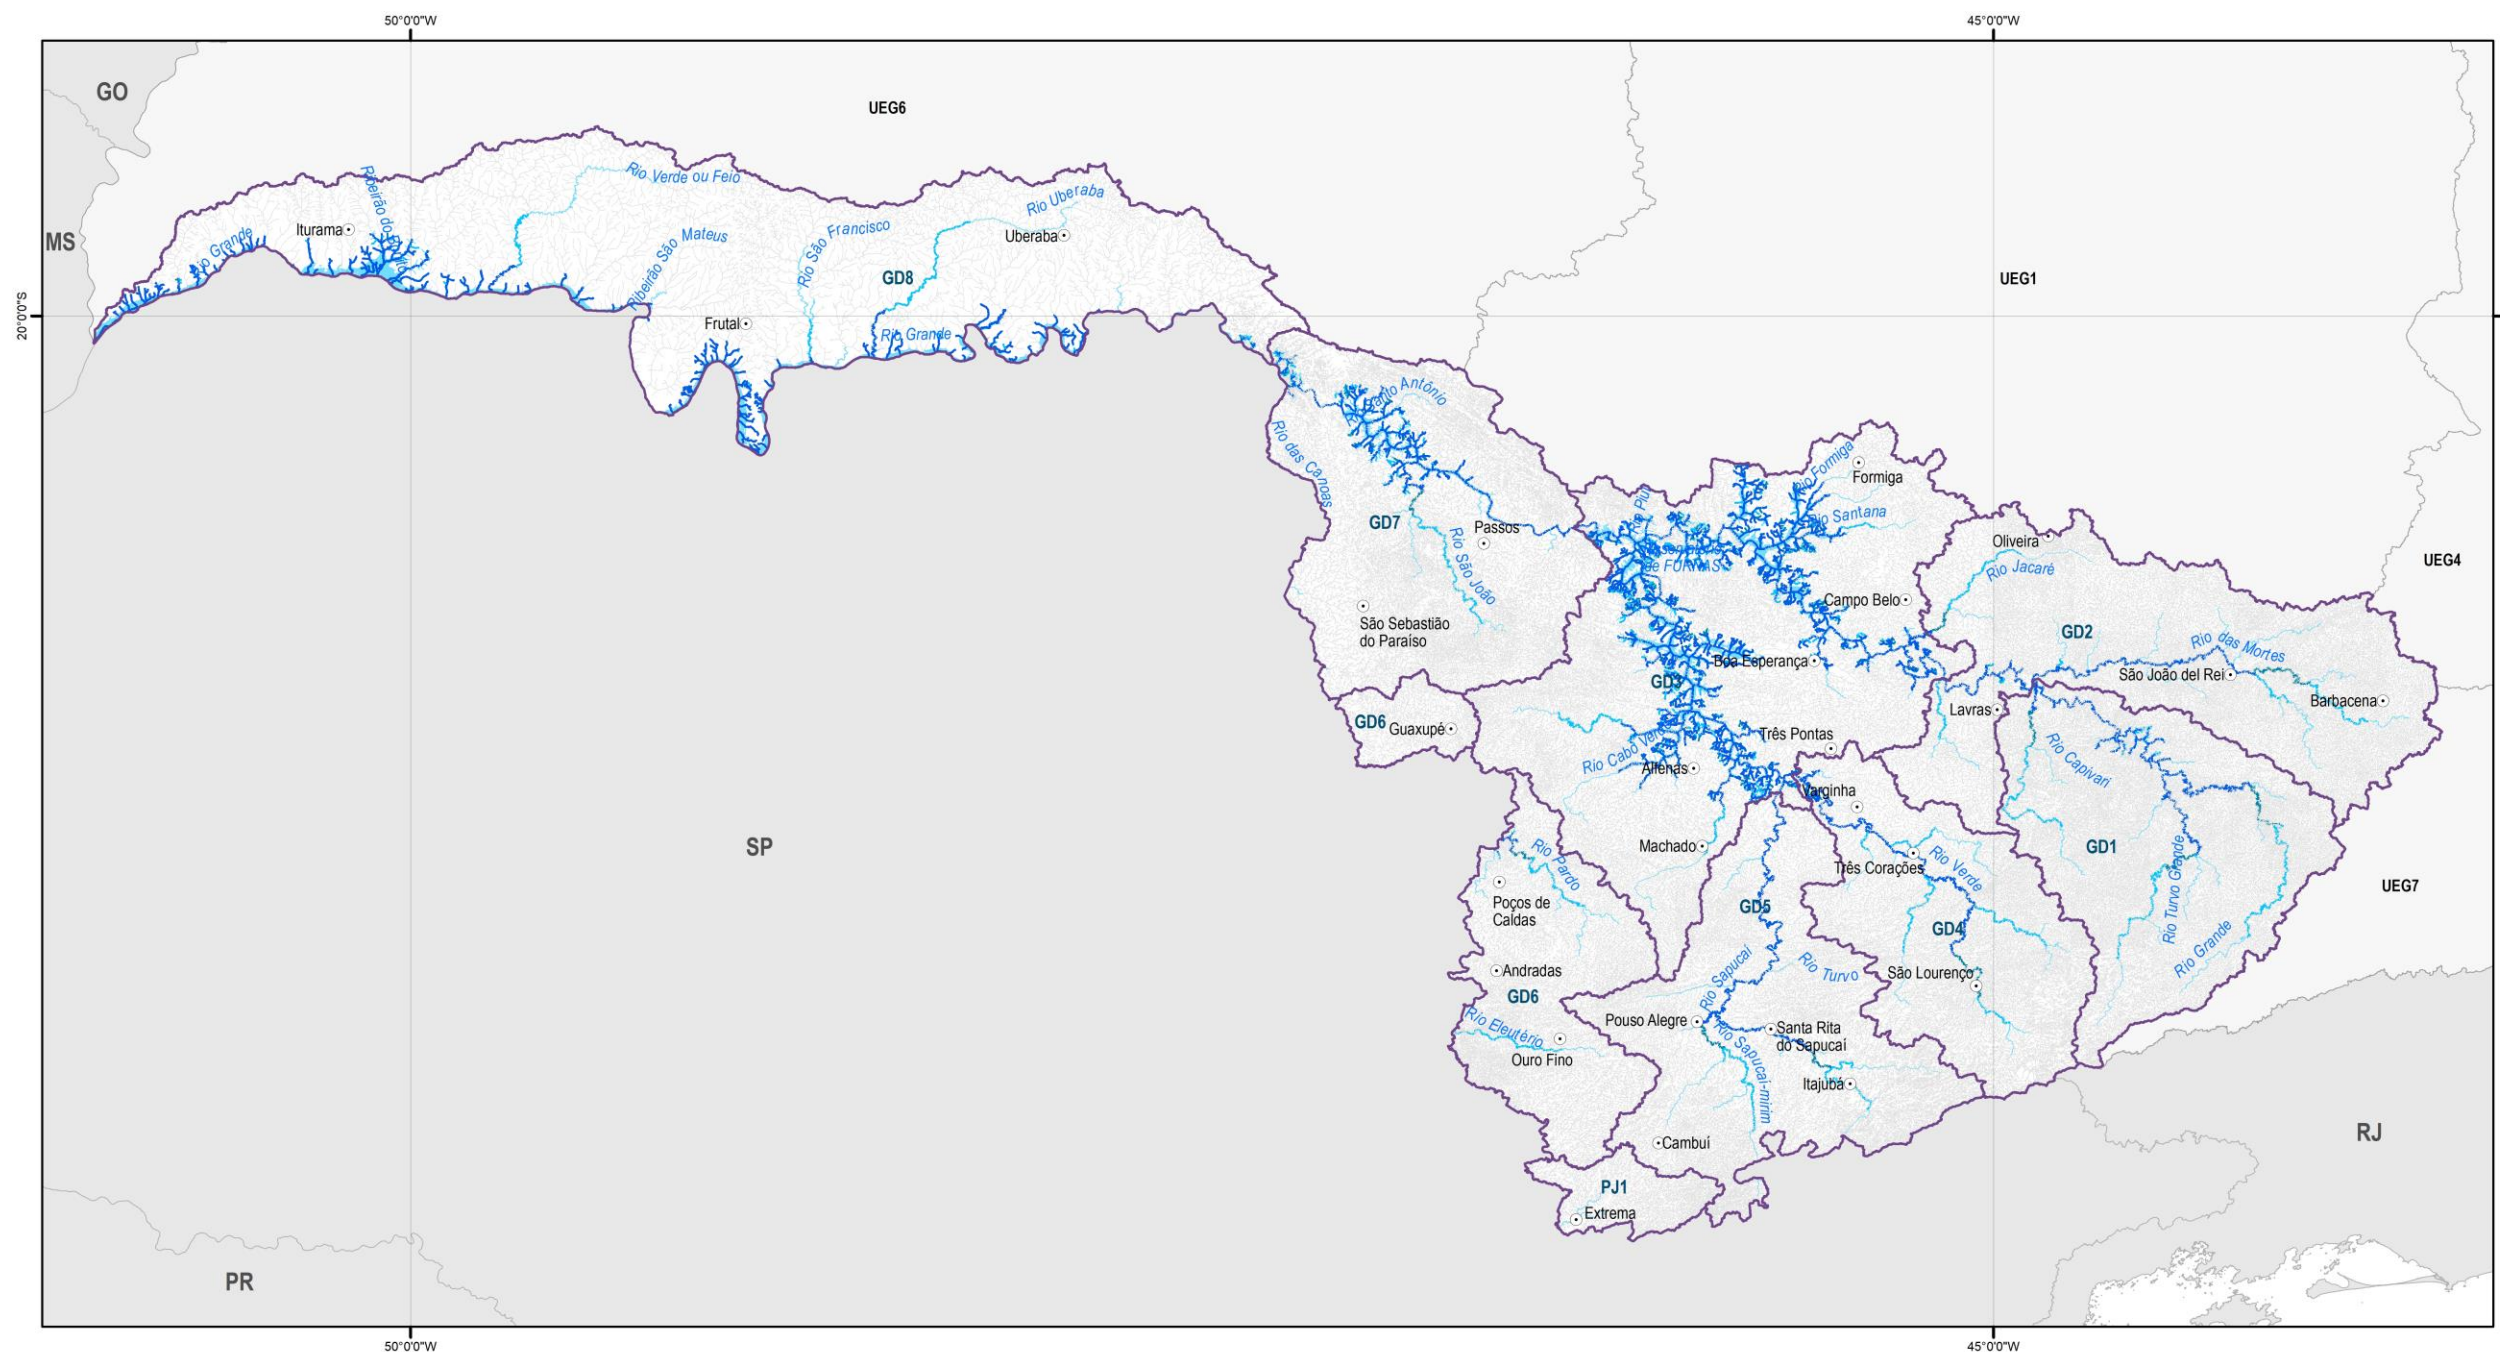 50°0'0"W
45°0'0"W
GO
UEG6
Rio Verde ou Feio
Rio Uberaba
Iturama
Rio Grande
Ribeirão São Mateus
Rio São Francisco
Uberaba
MS
GD8
UEG1
20°0'0"S
Frutal
Rio Grande
Santo Antônio
Rio das Canoas
Rio Formiga
Formiga
GD7
Passos
Rio Santana
Rio São João
de FURNAS
Oliveira
Rio Jacaré
UEG4
São Sebastião
do Paraíso
Campo Belo
GD2
Rio das Mortes
Boa Esperança
GD3
São João del Rei
Barbacena
GD6
Guaxupé
Lavras
Três Pontas
Rio Cabo Verde
Alfenas
Rio Capivari
Varginha
SP
Machado
Rio Pardo
Três Corações
Rio Verde
GD1
Rio Turvo Grande
UEG7
Poços de
Caldas
GD5
GD4
Rio Grande
Andradas
Rio Sapucaí
Rio Turvo
São Lourenço
GD6
Rio Eleutério
Pouso Alegre
Santa Rita
do Sapucaí
Ouro Fino
Rio Sapucaí-mirim
Itajubá
Cambuí
RJ
PJ1
Extrema
PR
50°0'0"W
45°0'0"W